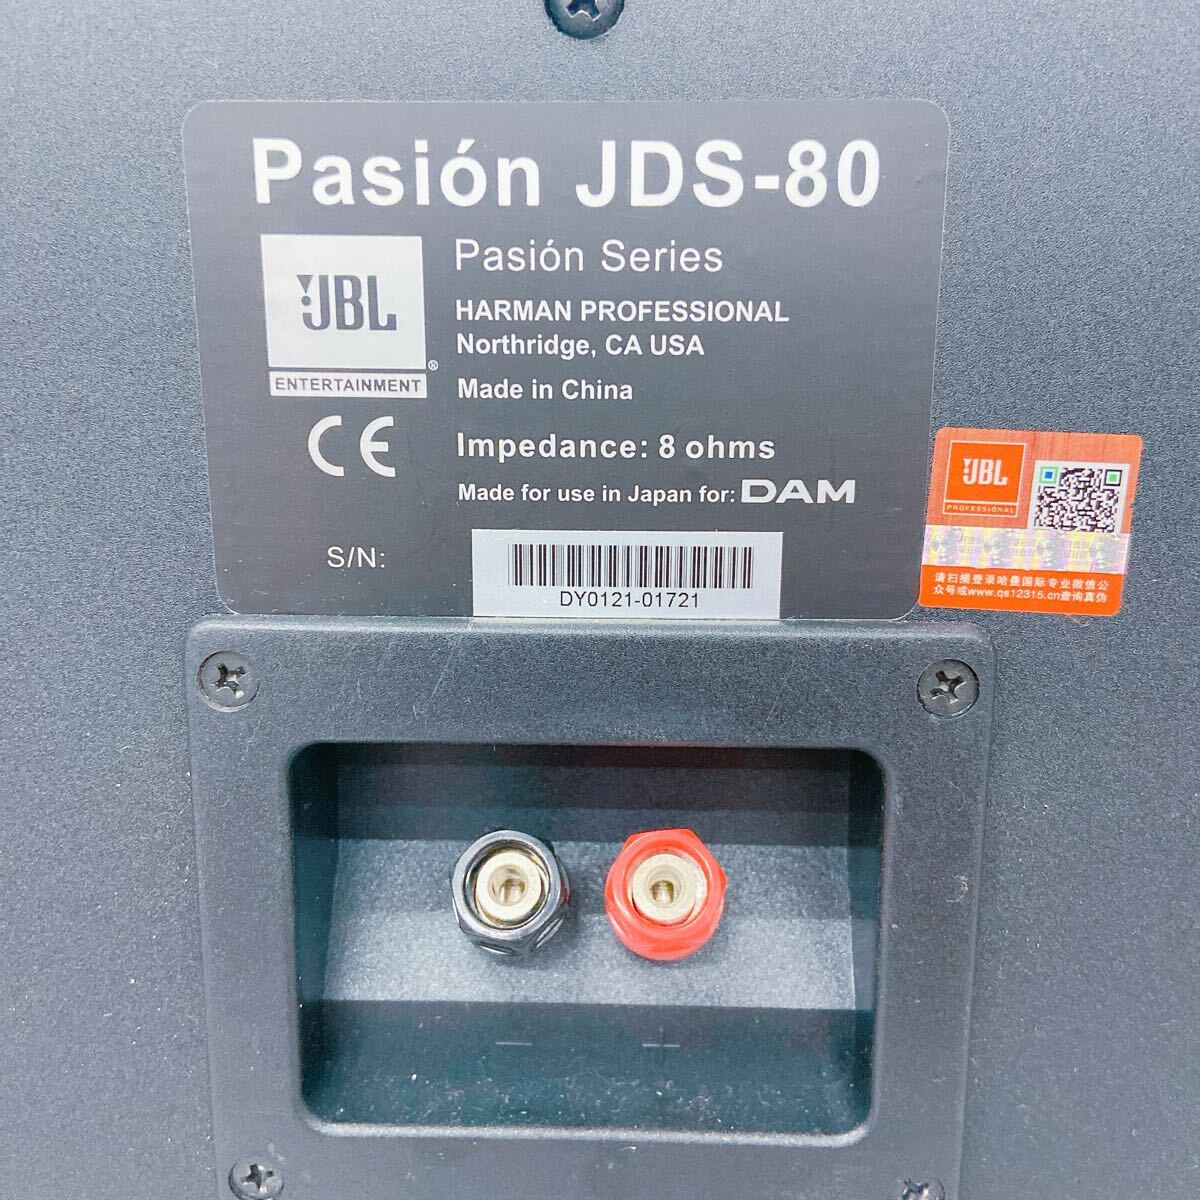 Pasión JDS-80
JBL
®
ENTERTAINMENT
Pasión Series
HARMAN PROFESSIONAL
Northridge, CA USA
Made in China
CE
Impedance: 8 ohms
Made for use in Japan for: DAM
S/N:
DY0121-01721
JBL
PROFESSIONAL
请扫描登录哈曼国际专业微信公
众号或www.qs12315.cn查询真伪
− +